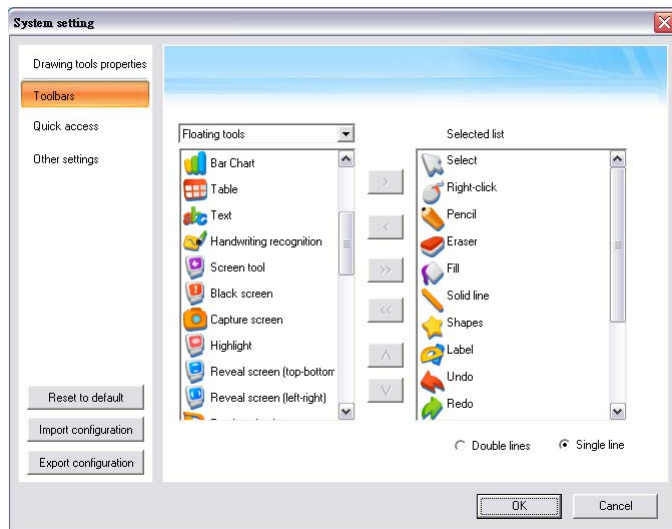 System setting
Drawing tools properties
Toolbars
Quick access
Other settings
Reset to default
Import configuration
Export configuration
Floating tools
Bar Chart
Table
abc Text
Handwriting recognition
Screen tool
Black screen
Capture screen
Highlight
Reveal screen (top-bottom
Reveal screen (left-right)
>
<
>>
<<
Selected list
Select
Right-click
Pencil
Eraser
Fill
Solid line
Shapes
Label
Undo
Redo
Double lines
Single line
OK
Cancel